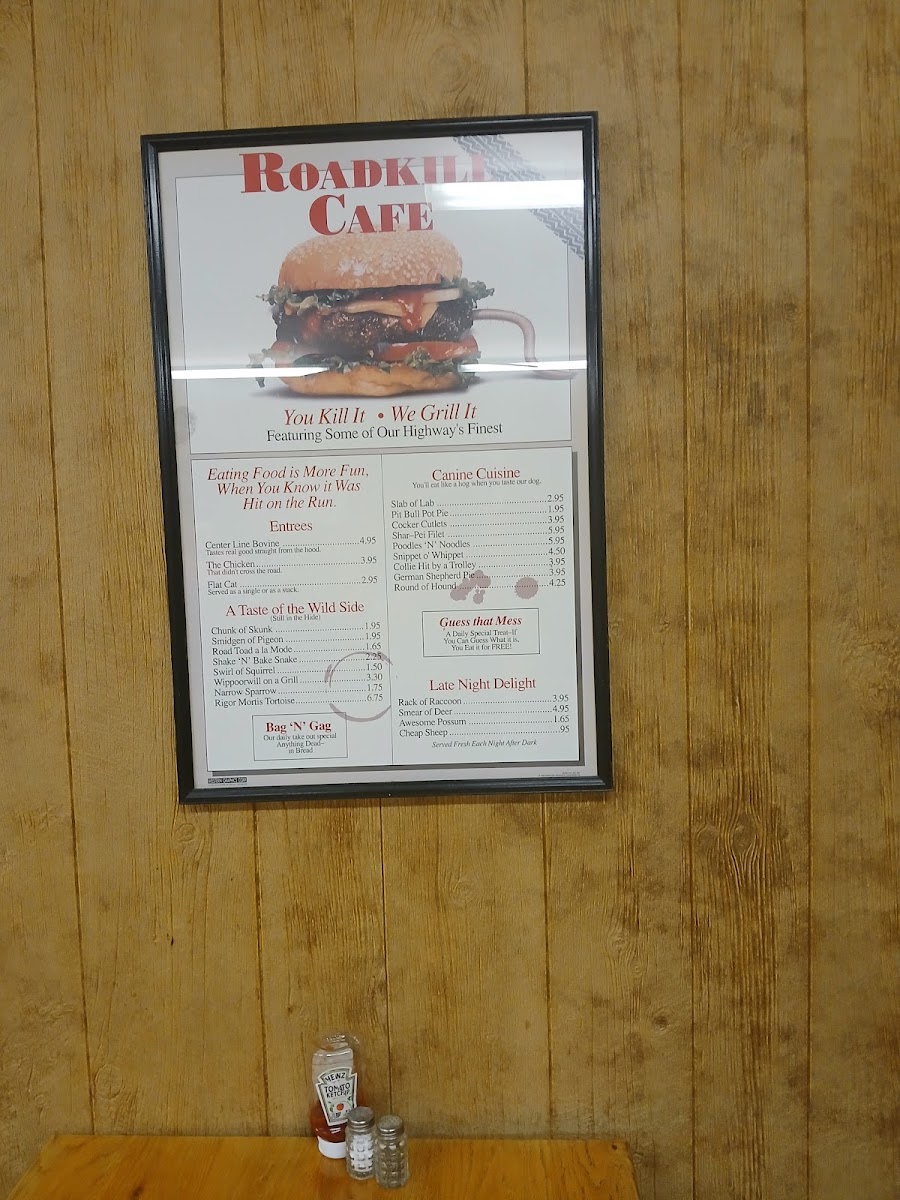 ROADKILL
CAFE
You Kill It • We Grill It
Featuring Some of Our Highway's Finest
Eating Food is More Fun,
When You Know it Was
Hit on the Run.
Entrees
Center Line Bovine 4.95
Tastes real good straight from the hood.
The Chicken 3.95
That didn't cross the road.
Flat Cat 2.95
Served as a single or as a stack.
A Taste of the Wild Side
(Still in the Hide)
Chunk of Skunk 1.95
Smidgen of Pigeon 1.95
Road Toad a la Mode 1.65
Shake 'N' Bake Snake 2.25
Swirl of Squirrel 1.50
Wippoorwill on a Grill 3.30
Narrow Sparrow 1.75
Rigor Mortis Tortoise 6.75
Bag 'N' Gag
Our daily take out special
Anything Dead–
in Bread
Canine Cuisine
You'll eat like a hog when you taste our dog.
Slab of Lab 2.95
Pit Bull Pot Pie 1.95
Cocker Cutlets 3.95
Shar–Pei Filet 5.95
Poodles 'N' Noodles 5.95
Snippet o' Whippet 4.50
Collie Hit by a Trolley 3.95
German Shepherd Pie 3.95
Round of Hound 4.25
Guess that Mess
A Daily Special Treat–If
You Can Guess What it is,
You Eat it for FREE!
Late Night Delight
Rack of Raccoon 3.95
Smear of Deer 4.95
Awesome Possum 1.65
Cheap Sheep .95
Served Fresh Each Night After Dark
HEINZ
TOMATO
KETCHUP